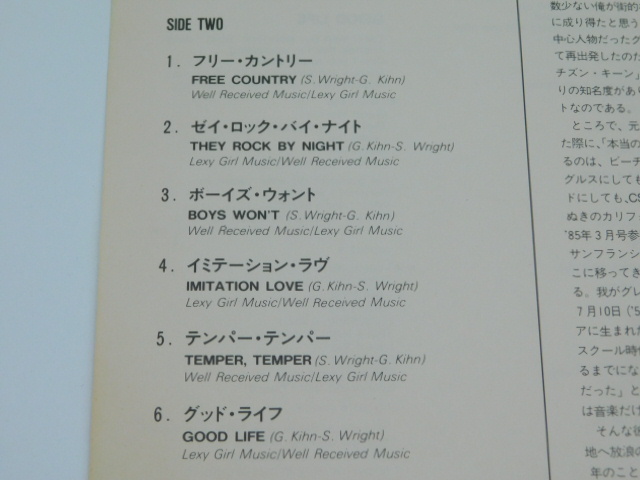 SIDE TWO
1. フリー・カントリー
FREE COUNTRY (S. Wright-G. Kihn)
Well Received Music/Lexy Girl Music
2. ゼイ・ロック・バイ・ナイト
THEY ROCK BY NIGHT (G. Kihn-S. Wright)
Lexy Girl Music/Well Received Music
3. ボーイズ・ウォント
BOYS WON'T (S. Wright-G. Kihn)
Well Received Music/Lexy Girl Music
4. イミテーション・ラヴ
IMITATION LOVE (G. Kihn-S. Wright)
Lexy Girl Music/Well Received Music
5. テンパー・テンパー
TEMPER, TEMPER (S. Wright-G. Kihn)
Well Received Music/Lexy Girl Music
6. グッド・ライフ
GOOD LIFE (G. Kihn-S. Wright)
Lexy Girl Music/Well Received Music
数少ない俺が街的
に成り得たと思う
中心人物だったグ
て再出発したのだ
チズン・キーン」
りの知名度があり
トなのである。
ところで、元
た際に、「本当の
るのは、ビーチ
グルスにしても
ドにしても、CS
ぬきのカリフォ
'85年3月号参
サンフランシ
こに移ってき
る。我がグレ
7月10日('5
アに生まれた
スクール時
るまでにな
だった」と
は音楽だけ
そんな彼
地へ放浪の
年のこと